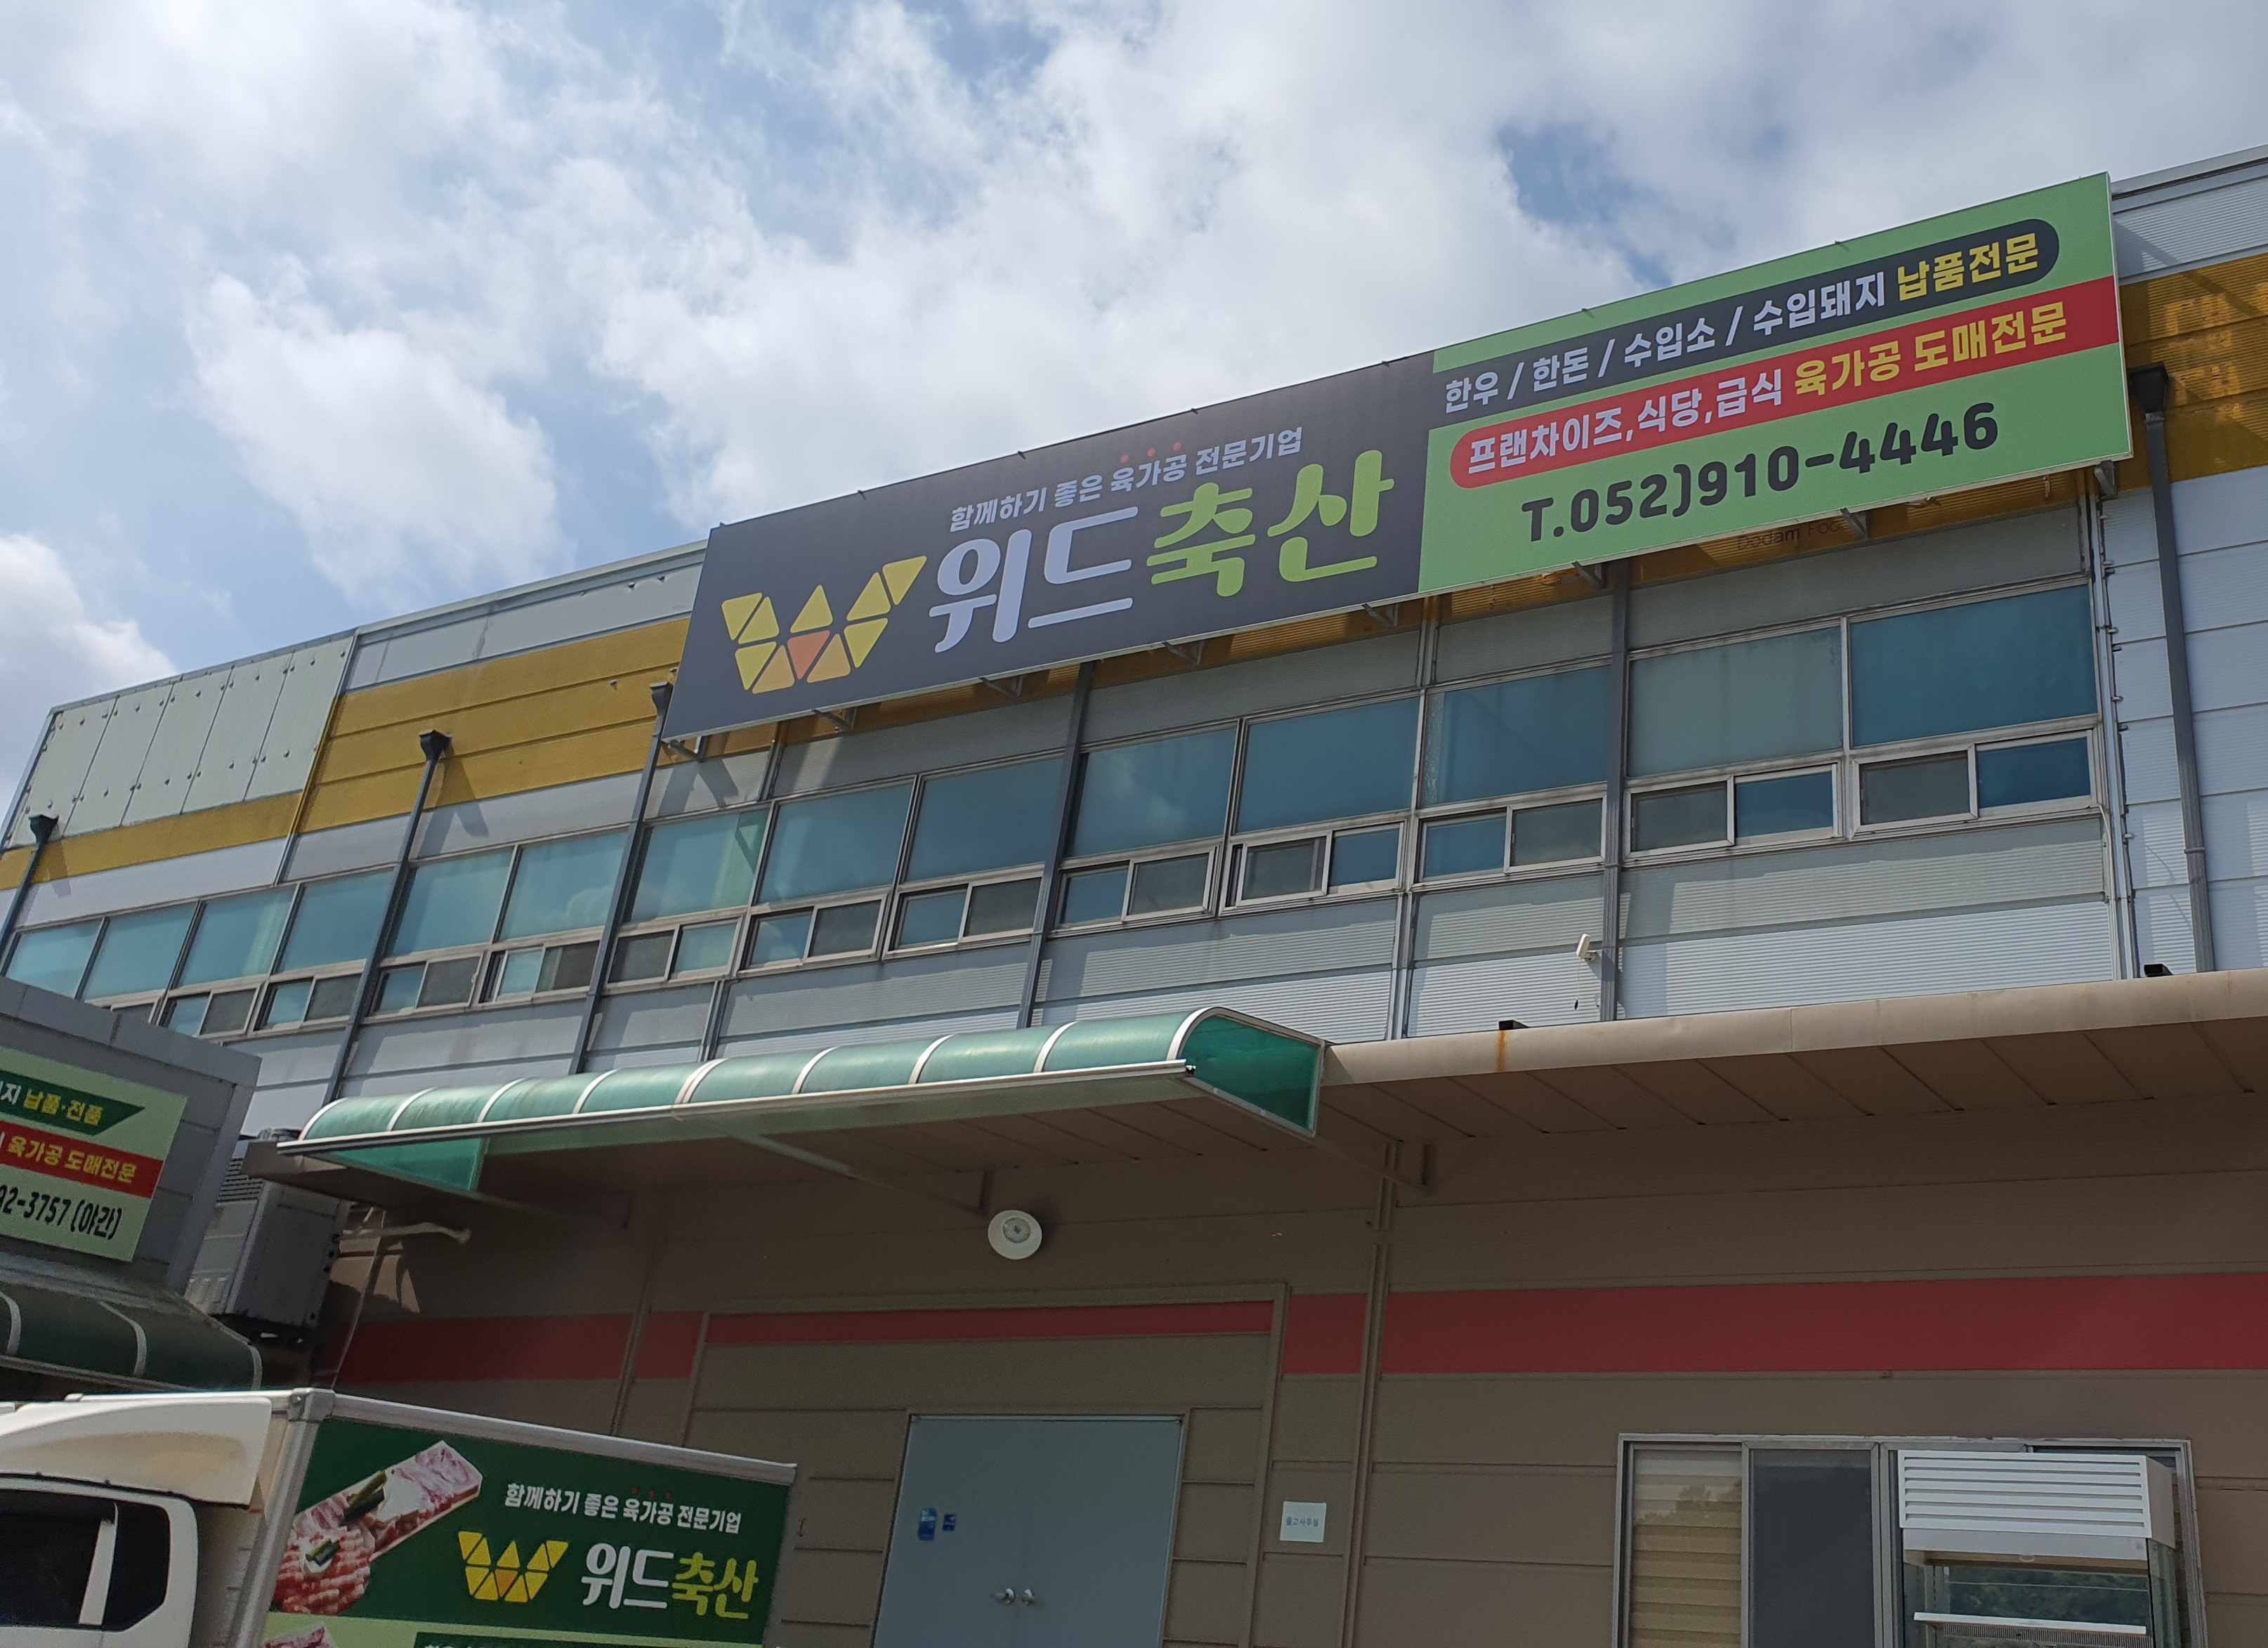 함께하기 좋은 육가공 전문기업
위드축산
한우 / 한돈 / 수입소 / 수입돼지 납품전문
프랜차이즈,식당,급식 육가공 도매전문
T.052)910-4446
Dodam Foo
지 납품·전품
육가공 도매전문
92-3757 (야간)
함께하기 좋은 육가공 전문기업
위드축산